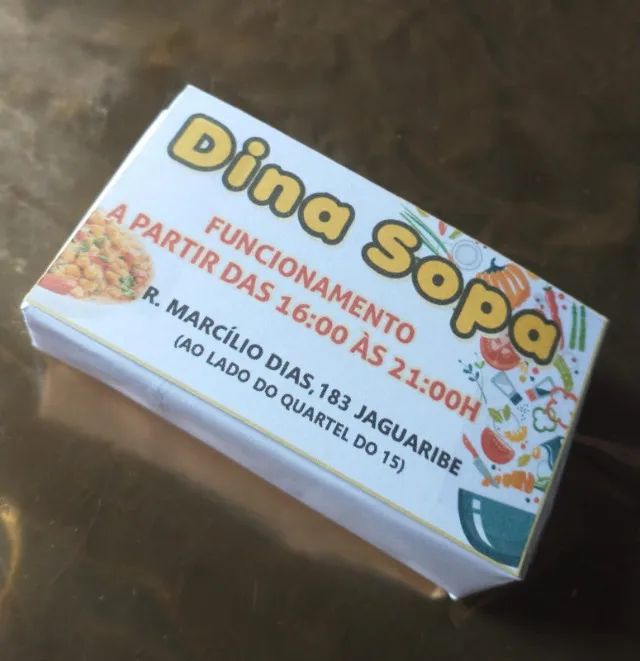 Dina Sopa
FUNCIONAMENTO
A PARTIR DAS 16:00 ÀS 21:00H
R. MARCÍLIO DIAS, 183 JAGUARIBE
(AO LADO DO QUARTEL DO 15)